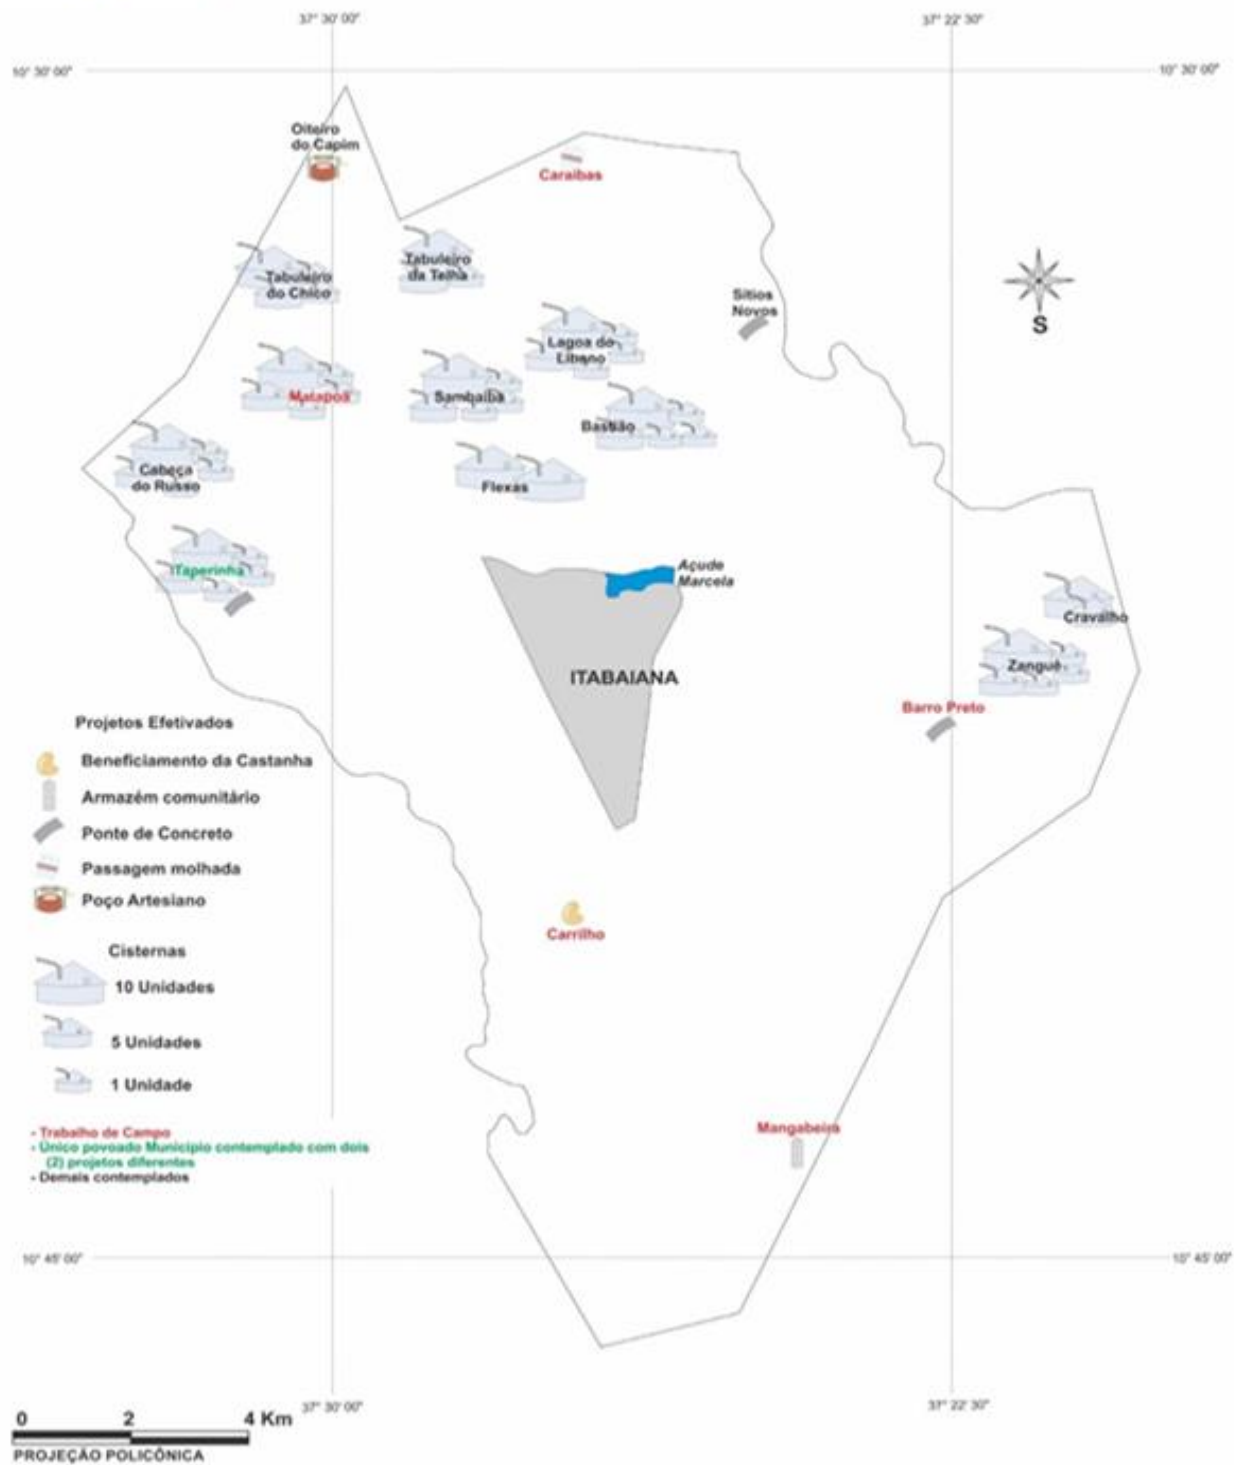 37° 30' 00"
37° 22' 30"
10° 30' 00"
10° 30' 00"
Oiteiro
do Capim
Caraibas
Tabuleiro
da Telha
Tabuleiro
do Chico
Sítios
Novos
S
Lagoa do
Libano
Matapoã
Sambaiba
Bastião
Cabeça
do Russo
Flexas
Taperinha
Açude
Marcela
Cravalho
Zanguê
ITABAIANA
Barro Preto
Projetos Efetivados
Beneficiamento da Castanha
Armazém comunitário
Ponte de Concreto
Passagem molhada
Poço Artesiano
Carrilho
Cisternas
10 Unidades
5 Unidades
1 Unidade
- Trabalho de Campo
- Único povoado Município contemplado com dois
(2) projetos diferentes
- Demais contemplados
Mangabeira
10° 45' 00"
10° 45' 00"
37° 30' 00"
37° 22' 30"
0 2 4 Km
PROJEÇÃO POLICÔNICA